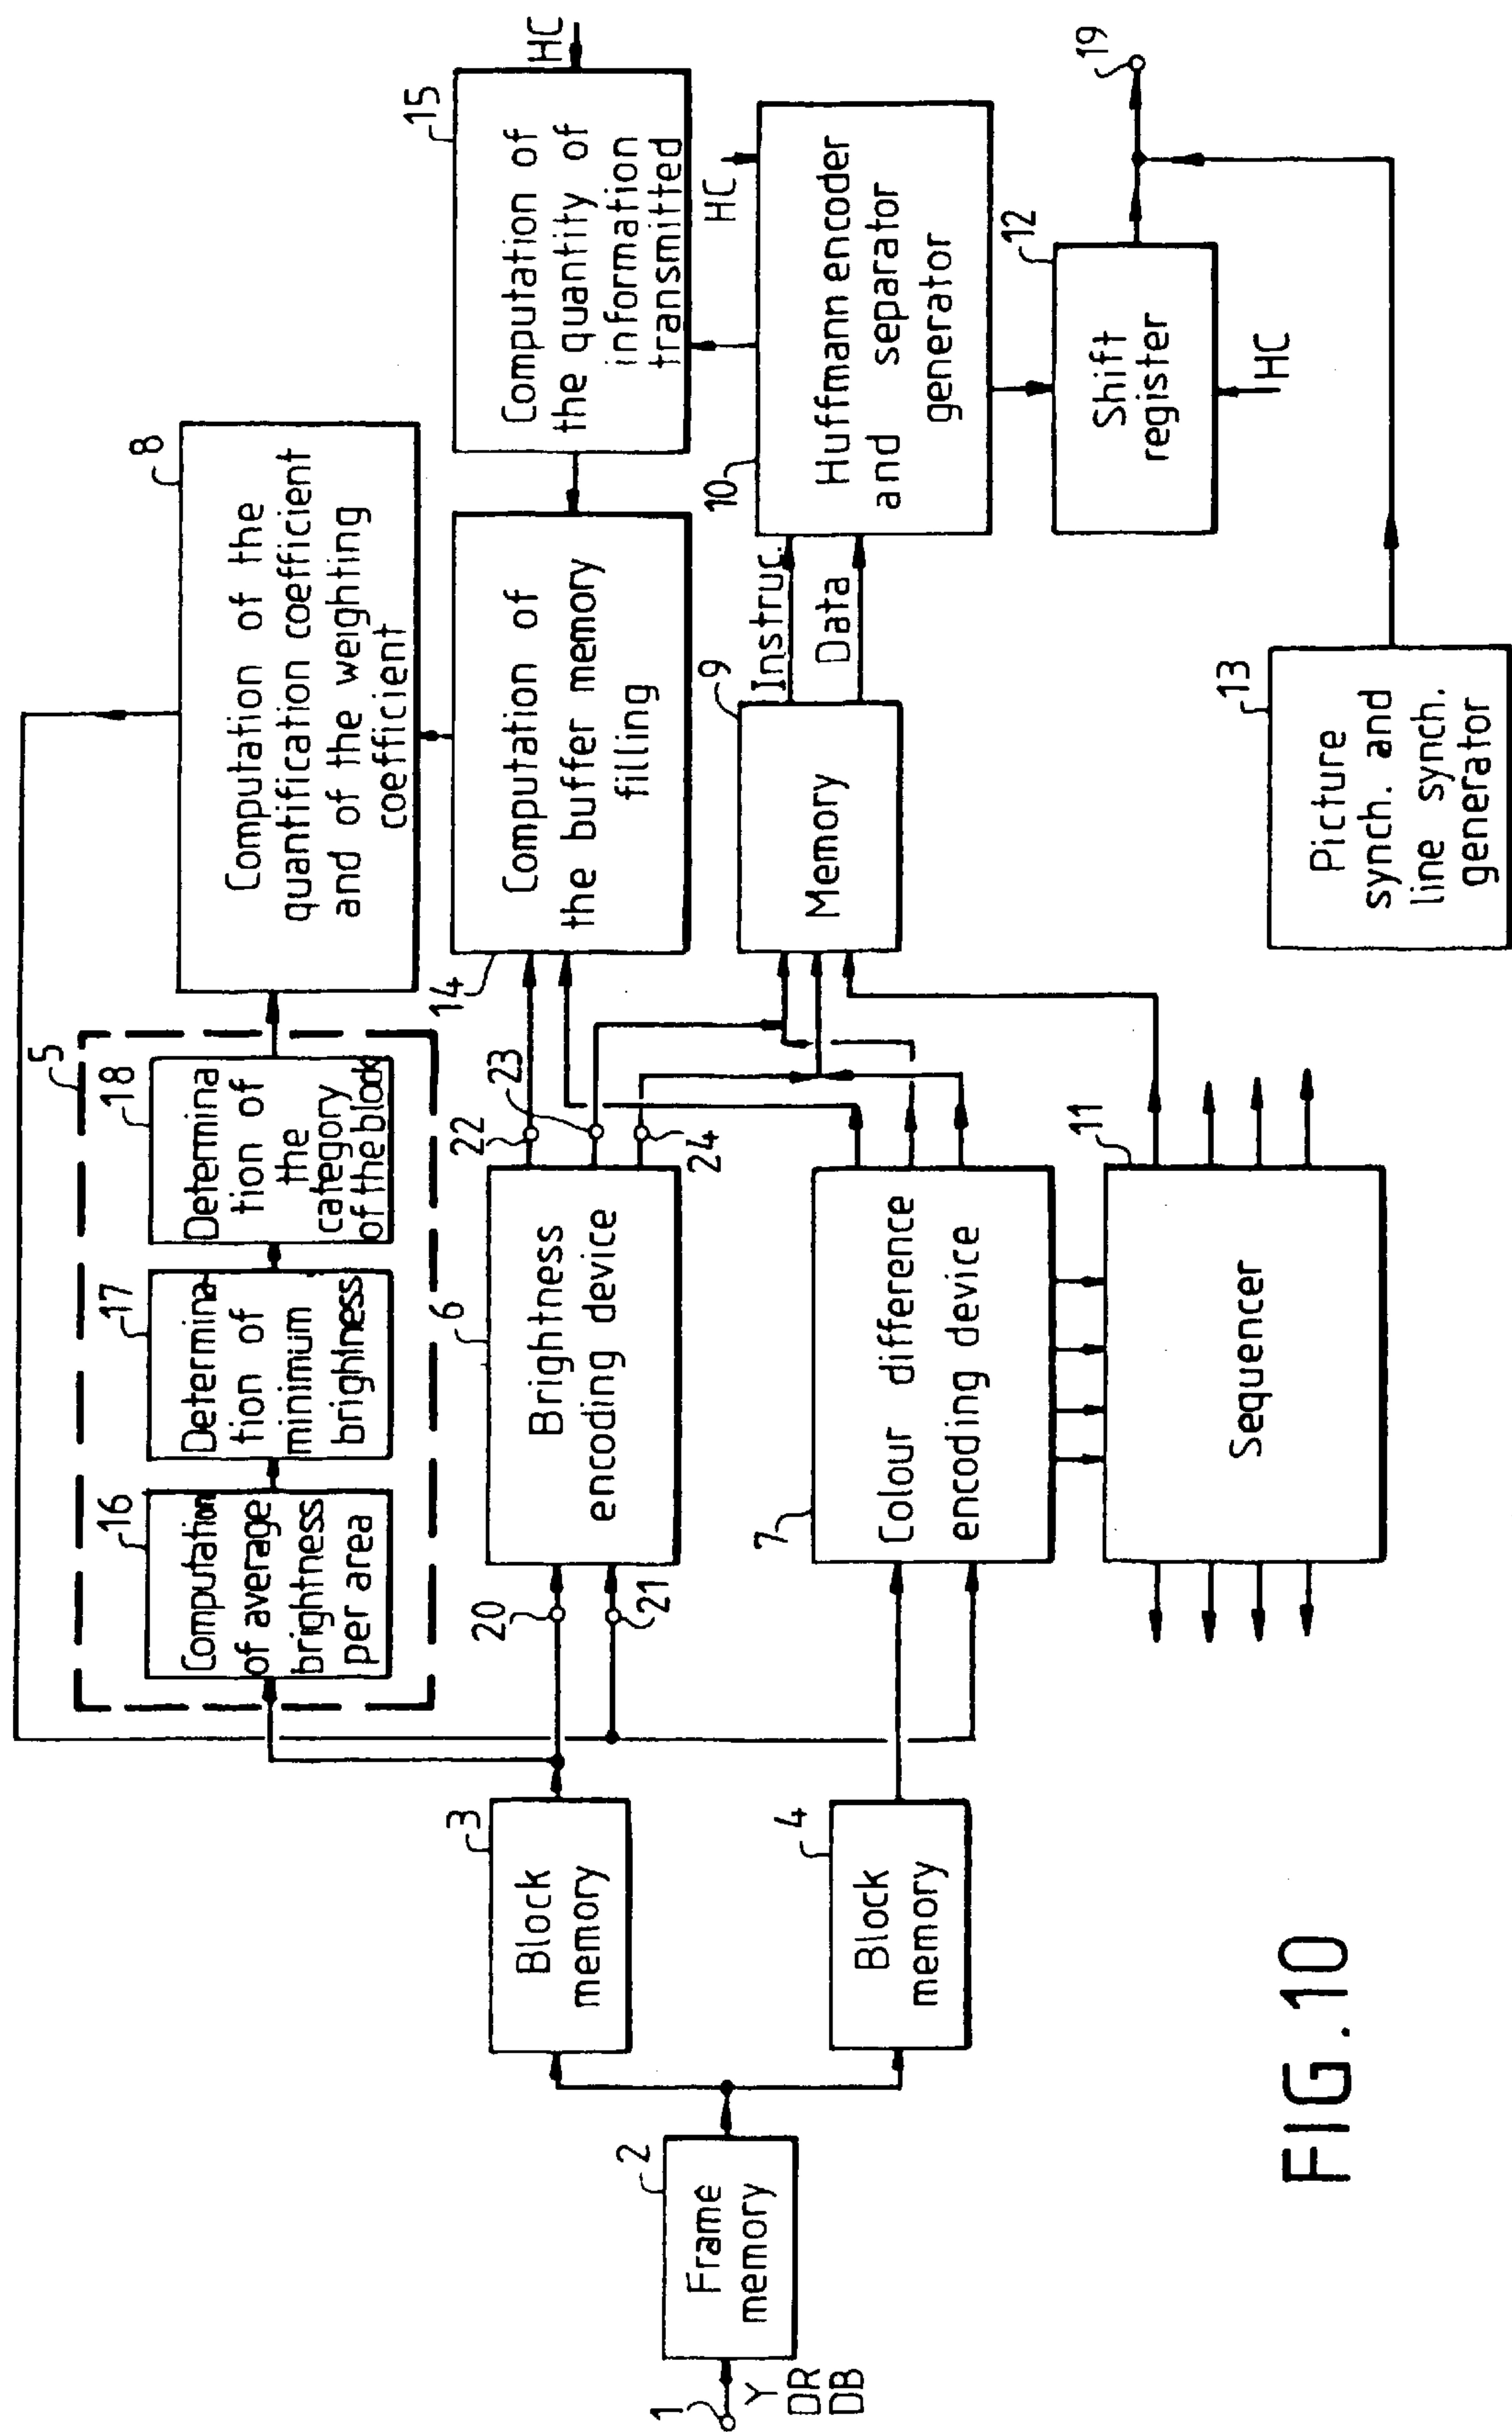 1
Y
DR
DB
2
Frame
memory
3
Block
memory
4
Block
memory
5
16
Computation
of average
brightness
per area
17
Determina
tion of
minimum
brighlness
18
Determina
tion of
the
category
of the block
8
Computation of the
quantification coefficient
and of the weighting
coefficient
20
21
6
Brightness
encoding device
22
23
24
7
Colour difference
encoding device
11
Sequencer
14
Computation of
the buffer memory
filling
15
Computation of
the quantity of
information
transmitted
HC
9
Memory
Instruc.
Data
10
Huffmann encoder
and separator
generator
HC
12
Shift
register
HC
13
Picture
synch. and
line synch.
generator
19
FIG.10